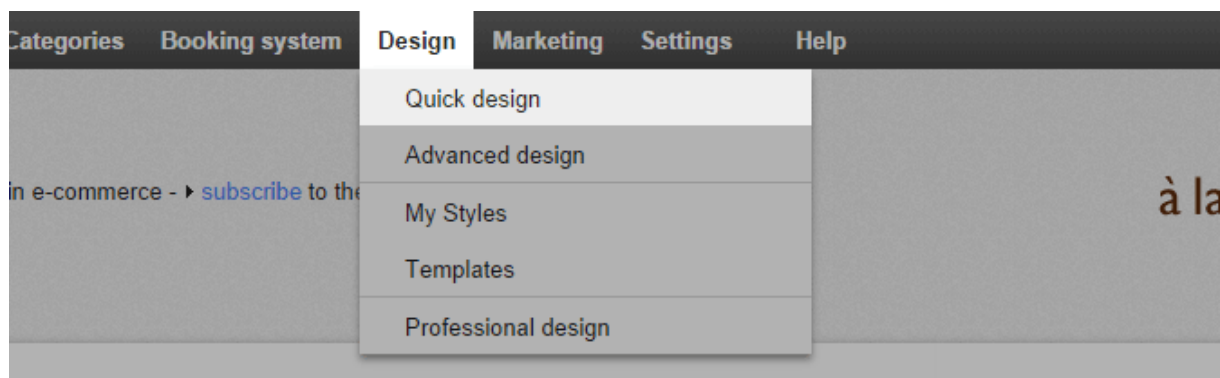 Categories Booking system Design Marketing Settings Help
Quick design
Advanced design
in e-commerce - ▸ subscribe to the
My Styles
à la
Templates
Professional design